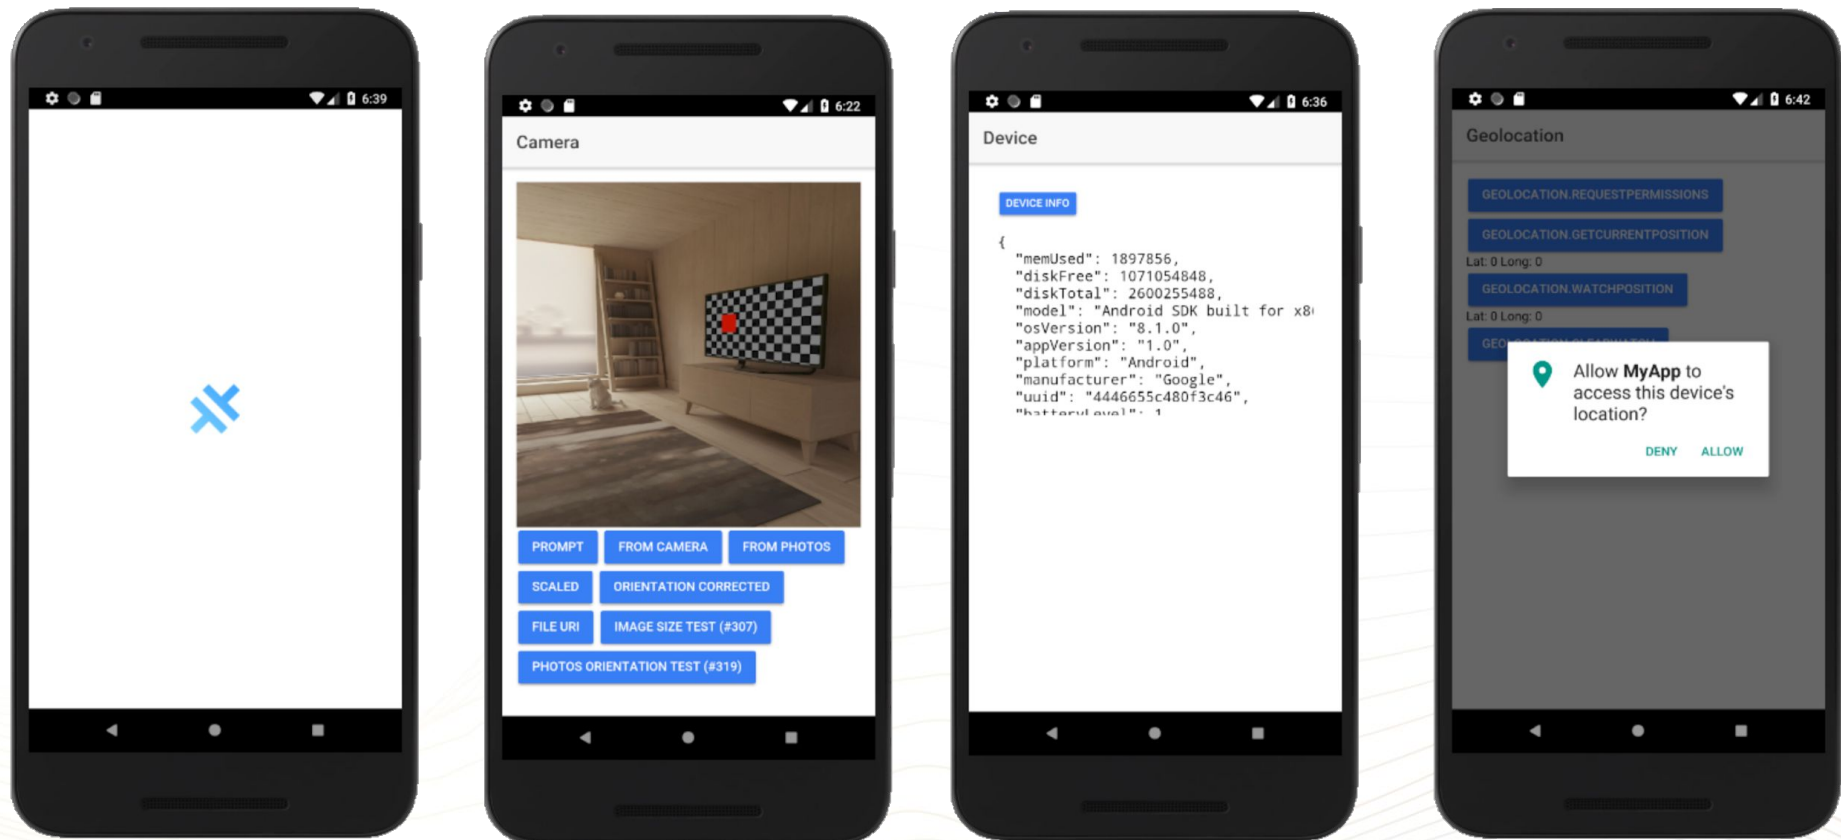 6:39
6:22
Camera
PROMPT
FROM CAMERA
FROM PHOTOS
SCALED
ORIENTATION CORRECTED
FILE URI
IMAGE SIZE TEST (#307)
PHOTOS ORIENTATION TEST (#319)
6:36
Device
DEVICE INFO
{
"memUsed": 1897856,
"diskFree": 1071054848,
"diskTotal": 2600255488,
"model": "Android SDK built for x8
"osVersion": "8.1.0",
"appVersion": "1.0",
"platform": "Android",
"manufacturer": "Google",
"uuid": "4446655c480f3c46",
"batteryLevel": 1
6:42
Geolocation
GEOLOCATION.REQUESTPERMISSIONS
GEOLOCATION.GETCURRENTPOSITION
Lat: 0 Long: 0
GEOLOCATION.WATCHPOSITION
Lat: 0 Long: 0
Allow MyApp to
access this device's
location?
DENY
ALLOW